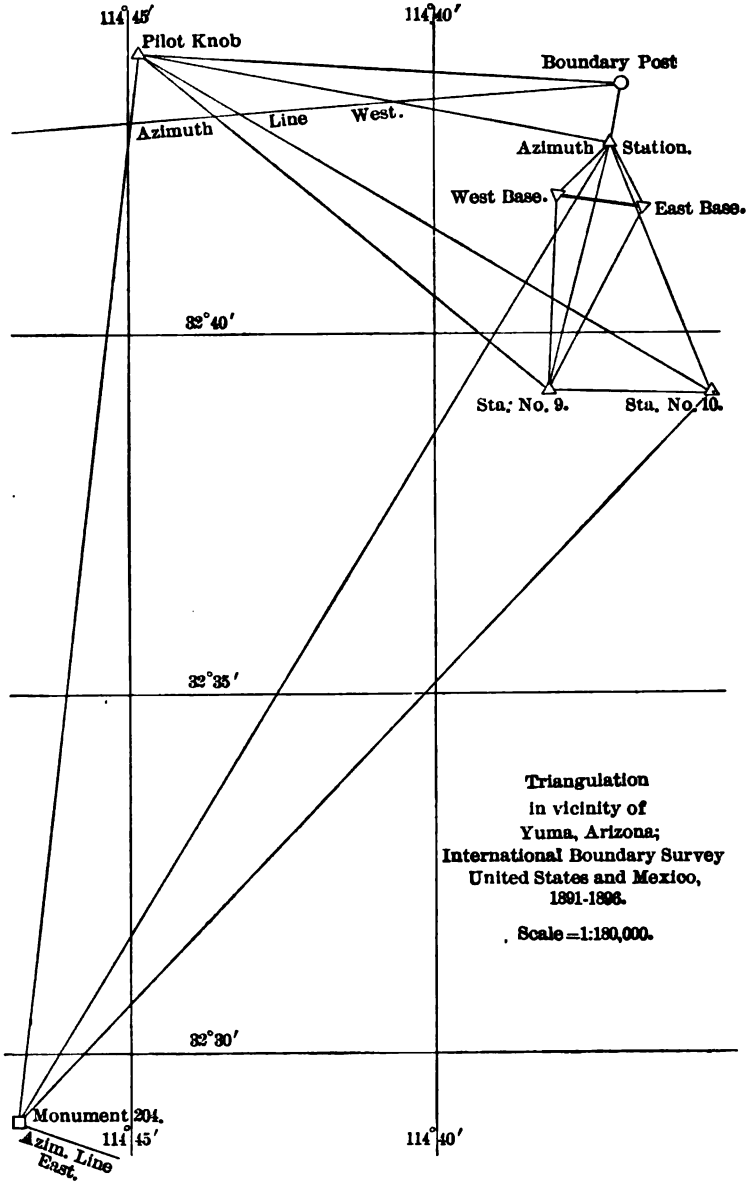 114°45′
114°40′
Pilot Knob
Boundary Post
Azimuth Line West.
Azimuth Station.
West Base.
East Base.
32°40′
Sta. No. 9.
Sta. No. 10.
32°35′
Triangulation
in vicinity of
Yuma, Arizona;
International Boundary Survey
United States and Mexico,
1891-1896.
Scale=1:180,000.
32°30′
Monument 204.
114°45′
114°40′
Azim. Line
East.